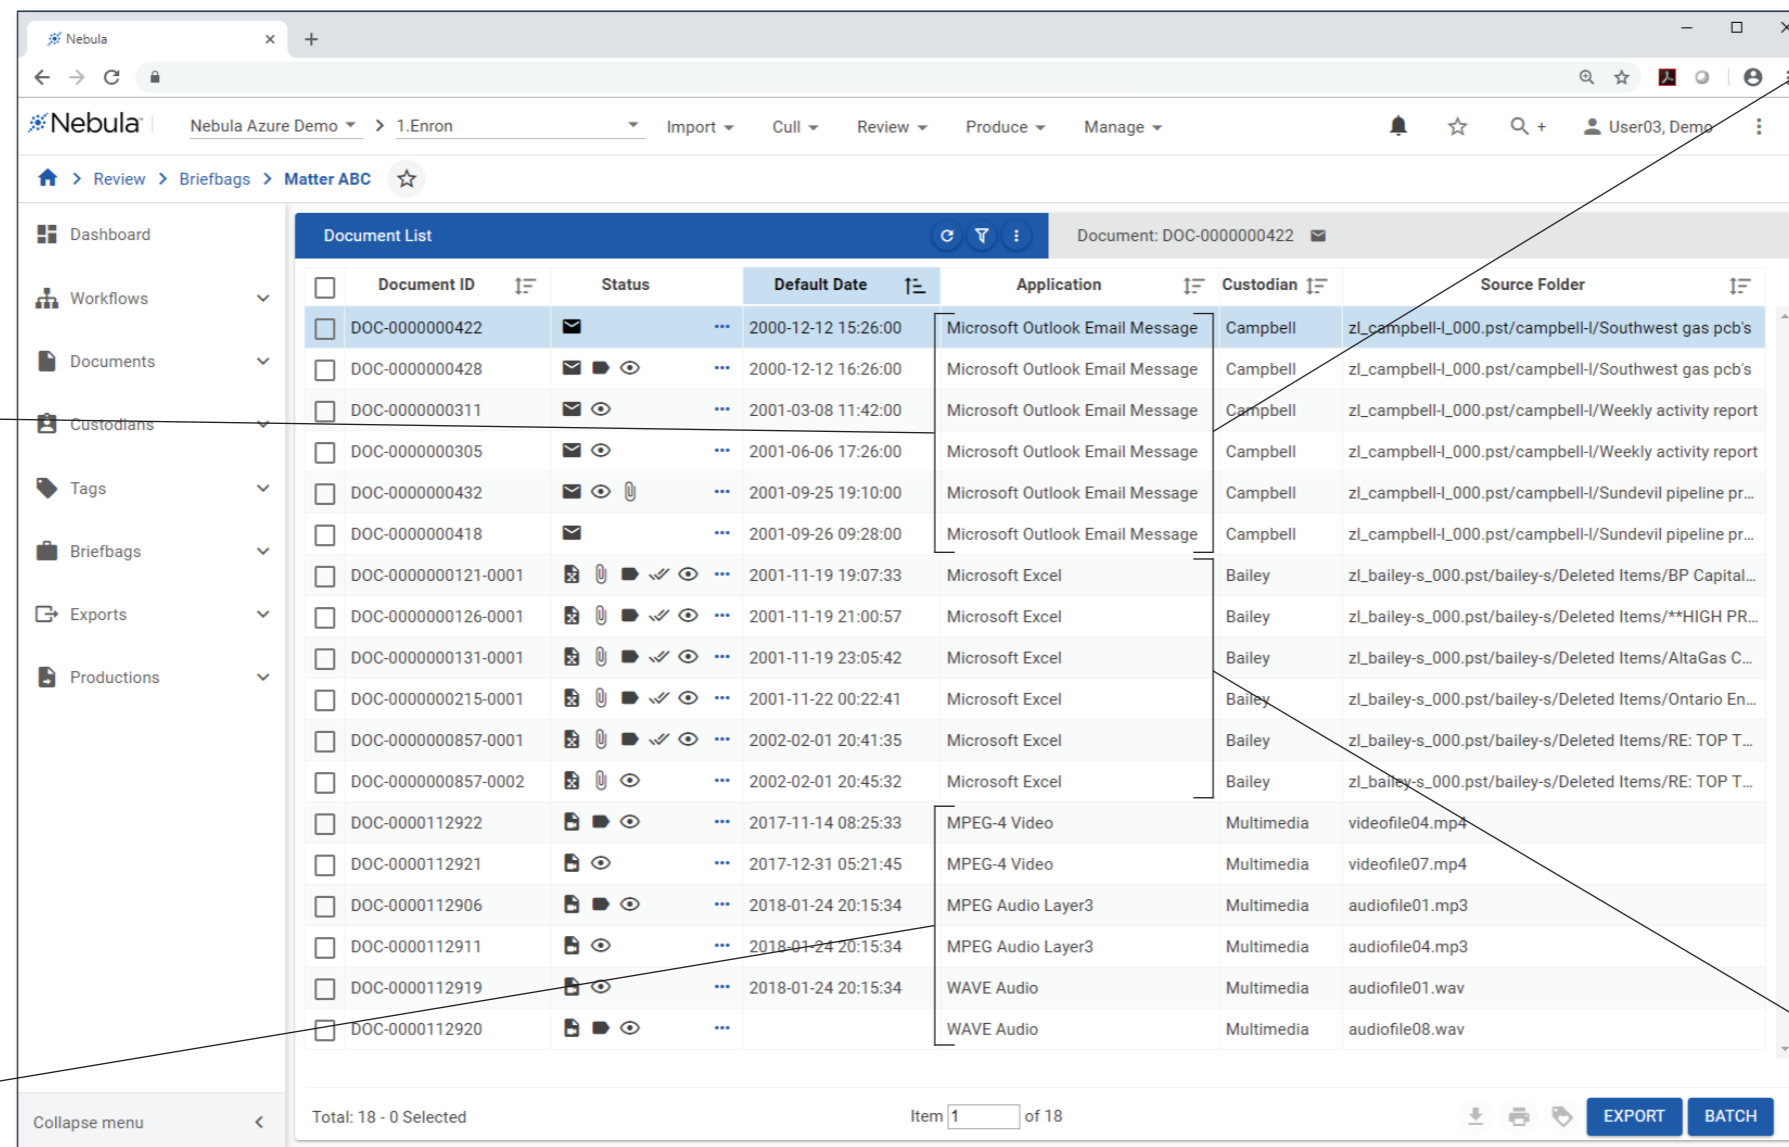 Nebula
Nebula Nebula Azure Demo > 1.Enron Import Cull Review Produce Manage + User03, Demo
> Review > Briefbags > Matter ABC
Dashboard
Workflows
Documents
Custodians
Tags
Briefbags
Exports
Productions
Collapse menu
Document List Document: DOC-0000000422
Document ID Status Default Date Application Custodian Source Folder
DOC-0000000422 ... 2000-12-12 15:26:00 Microsoft Outlook Email Message Campbell zl_campbell-l_000.pst/campbell-l/Southwest gas pcb's
DOC-0000000428 ... 2000-12-12 16:26:00 Microsoft Outlook Email Message Campbell zl_campbell-l_000.pst/campbell-l/Southwest gas pcb's
DOC-0000000311 ... 2001-03-08 11:42:00 Microsoft Outlook Email Message Campbell zl_campbell-l_000.pst/campbell-l/Weekly activity report
DOC-0000000305 ... 2001-06-06 17:26:00 Microsoft Outlook Email Message Campbell zl_campbell-l_000.pst/campbell-l/Weekly activity report
DOC-0000000432 ... 2001-09-25 19:10:00 Microsoft Outlook Email Message Campbell zl_campbell-l_000.pst/campbell-l/Sundevil pipeline pr...
DOC-0000000418 ... 2001-09-26 09:28:00 Microsoft Outlook Email Message Campbell zl_campbell-l_000.pst/campbell-l/Sundevil pipeline pr...
DOC-0000000121-0001 ... 2001-11-19 19:07:33 Microsoft Excel Bailey zl_bailey-s_000.pst/bailey-s/Deleted Items/BP Capital...
DOC-0000000126-0001 ... 2001-11-19 21:00:57 Microsoft Excel Bailey zl_bailey-s_000.pst/bailey-s/Deleted Items/**HIGH PR...
DOC-0000000131-0001 ... 2001-11-19 23:05:42 Microsoft Excel Bailey zl_bailey-s_000.pst/bailey-s/Deleted Items/AltaGas C...
DOC-0000000215-0001 ... 2001-11-22 00:22:41 Microsoft Excel Bailey zl_bailey-s_000.pst/bailey-s/Deleted Items/Ontario En...
DOC-0000000857-0001 ... 2002-02-01 20:41:35 Microsoft Excel Bailey zl_bailey-s_000.pst/bailey-s/Deleted Items/RE: TOP T...
DOC-0000000857-0002 ... 2002-02-01 20:45:32 Microsoft Excel Bailey zl_bailey-s_000.pst/bailey-s/Deleted Items/RE: TOP T...
DOC-0000112922 ... 2017-11-14 08:25:33 MPEG-4 Video Multimedia videofile04.mp4
DOC-0000112921 ... 2017-12-31 05:21:45 MPEG-4 Video Multimedia videofile07.mp4
DOC-0000112906 ... 2018-01-24 20:15:34 MPEG Audio Layer3 Multimedia audiofile01.mp3
DOC-0000112911 ... 2018-01-24 20:15:34 MPEG Audio Layer3 Multimedia audiofile04.mp3
DOC-0000112919 ... 2018-01-24 20:15:34 WAVE Audio Multimedia audiofile01.wav
DOC-0000112920 ... WAVE Audio Multimedia audiofile08.wav
Total: 18 - 0 Selected Item 1 of 18 EXPORT BATCH